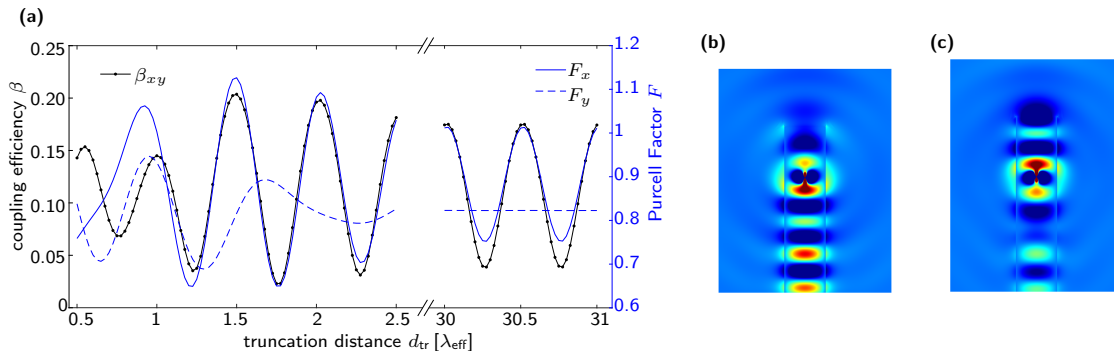 (a)
(b)
(c)
0.25
0.20
0.15
0.10
0.05
0
coupling efficiency β
β_xy
F_x
F_y
1.2
1.1
1
0.9
0.8
0.7
0.6
Purcell Factor F
0.5 1 1.5 2 2.5 30 30.5 31
truncation distance d_tr [λ_eff]